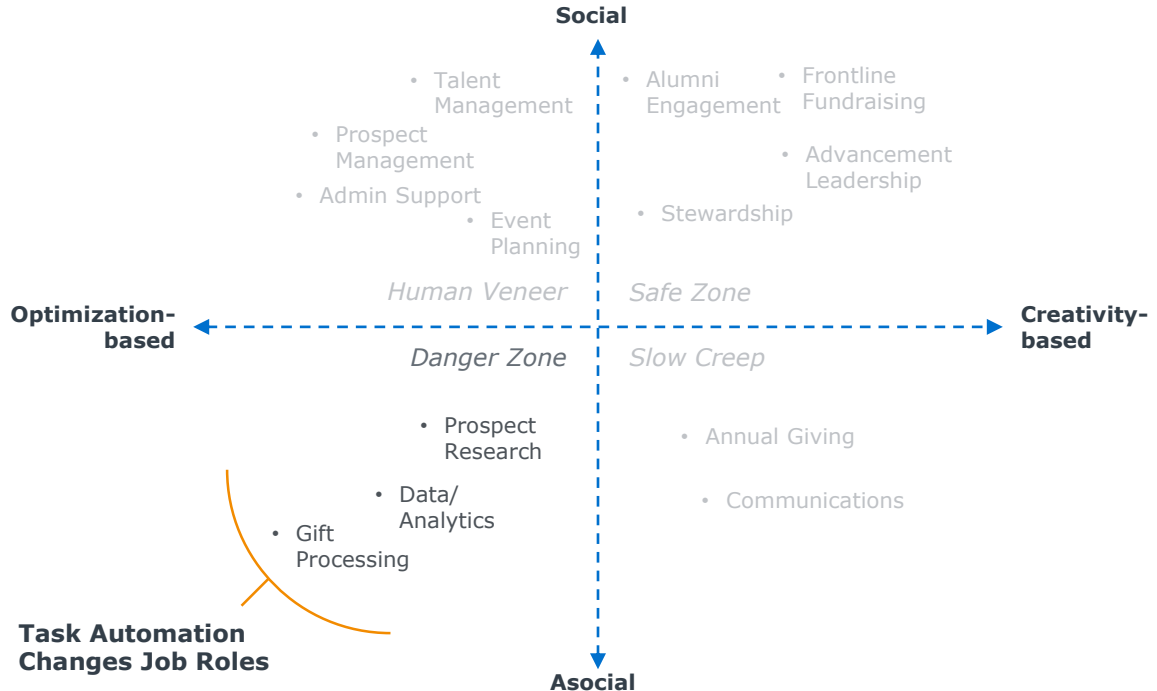 Social
• Talent
Management
• Alumni
Engagement
• Frontline
Fundraising
• Prospect
Management
• Advancement
Leadership
• Admin Support
• Event
Planning
• Stewardship
Human Veneer
Safe Zone
Optimization-
based
Creativity-
based
Danger Zone
Slow Creep
• Prospect
Research
• Annual Giving
• Data/
Analytics
• Communications
• Gift
Processing
Task Automation
Changes Job Roles
Asocial